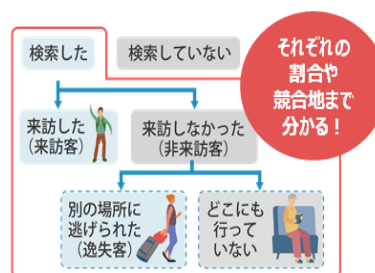 検索した
検索していない
それぞれの
割合や
競合地まで
分かる！
来訪した
（来訪客）
来訪しなかった
（非来訪客）
別の場所に
逃げられた
（逸失客）
どこにも
行って
いない